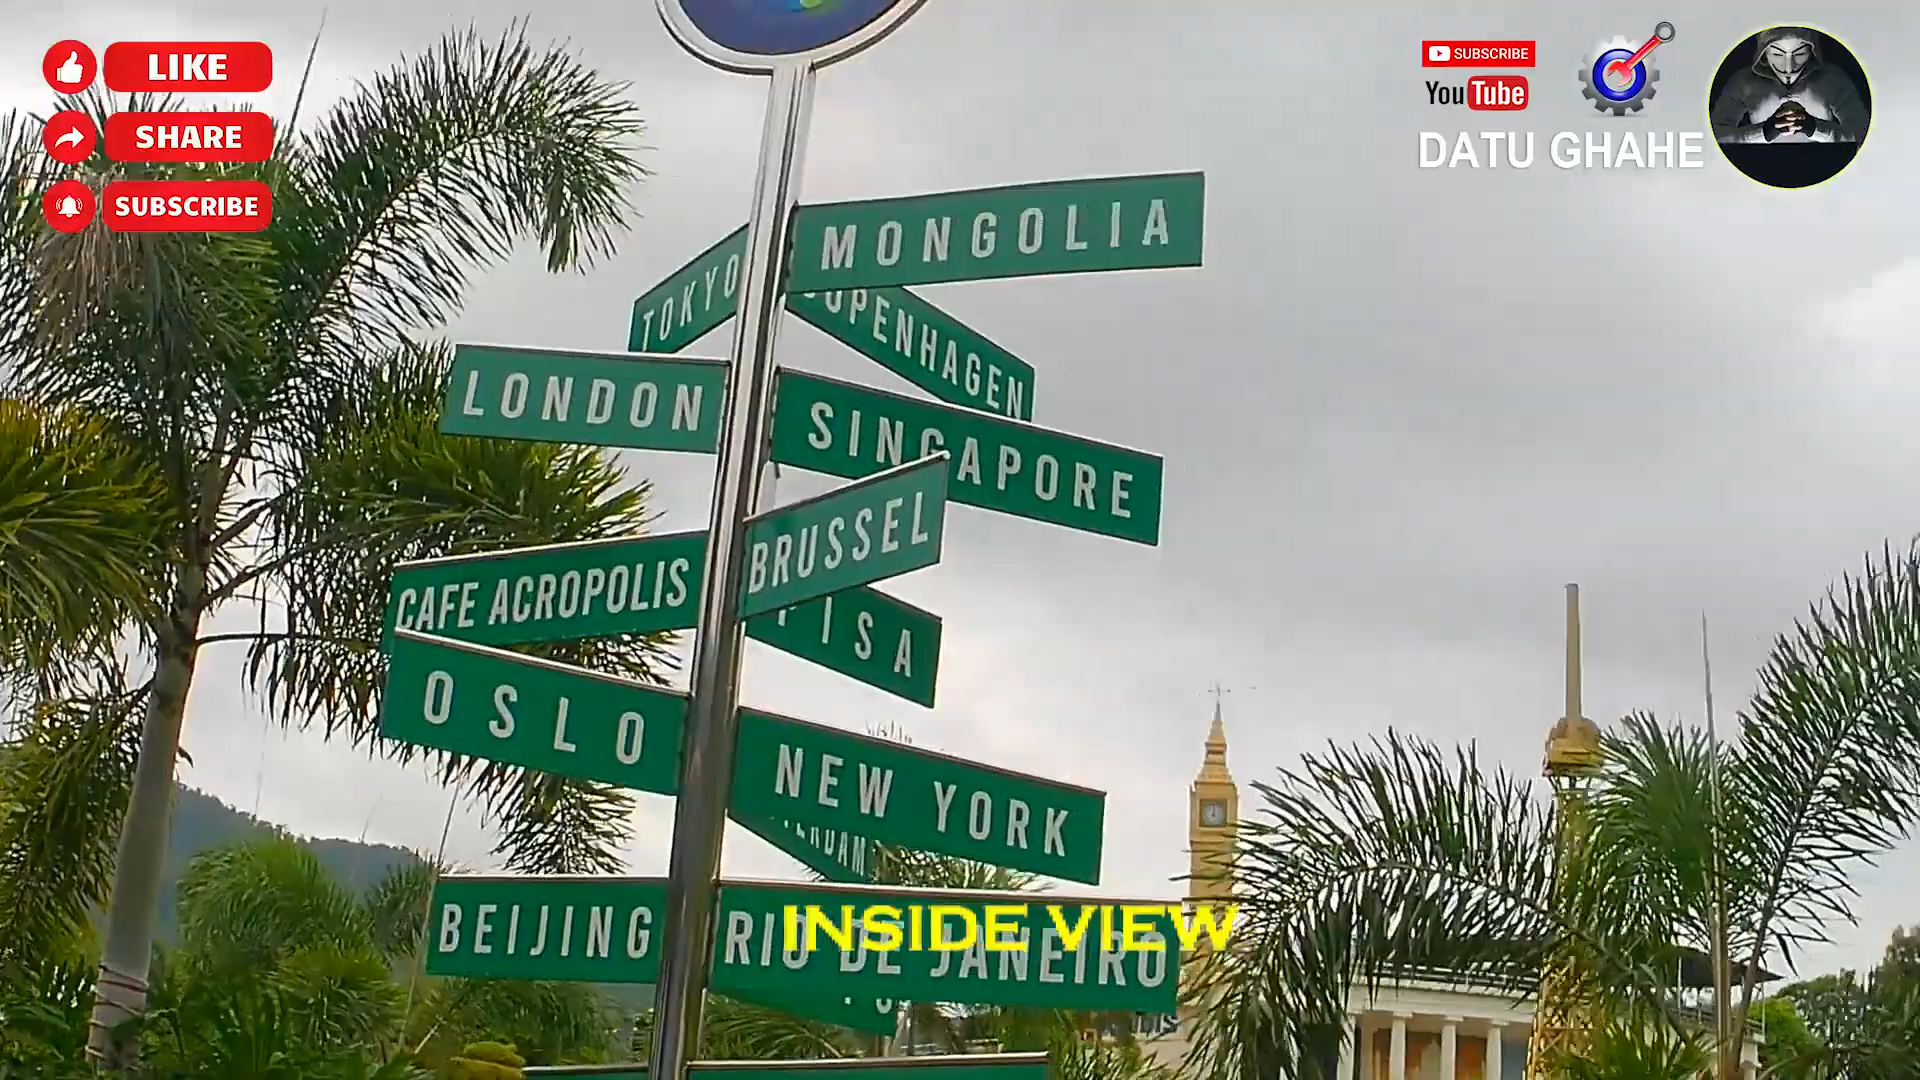 LIKE
SHARE
SUBSCRIBE
SUBSCRIBE
YouTube
DATU GHAHE
MONGOLIA
TOKYO
COPENHAGEN
LONDON
SINGAPORE
BRUSSEL
CAFE ACROPOLIS
PISA
OSLO
NEW YORK
BEIJING
RIO DE JANEIRO
INSIDE VIEW